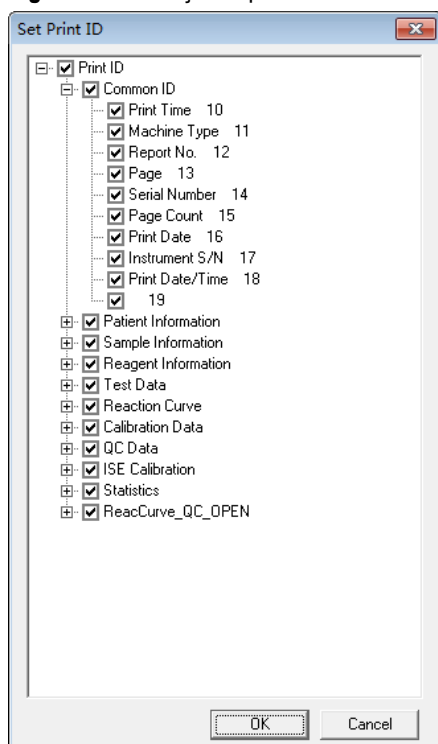 Set Print ID
Print ID
Common ID
Print Time 10
Machine Type 11
Report No. 12
Page 13
Serial Number 14
Page Count 15
Print Date 16
Instrument S/N 17
Print Date/Time 18
19
Patient Information
Sample Information
Reagent Information
Test Data
Reaction Curve
Calibration Data
QC Data
ISE Calibration
Statistics
ReacCurve_QC_OPEN
OK Cancel